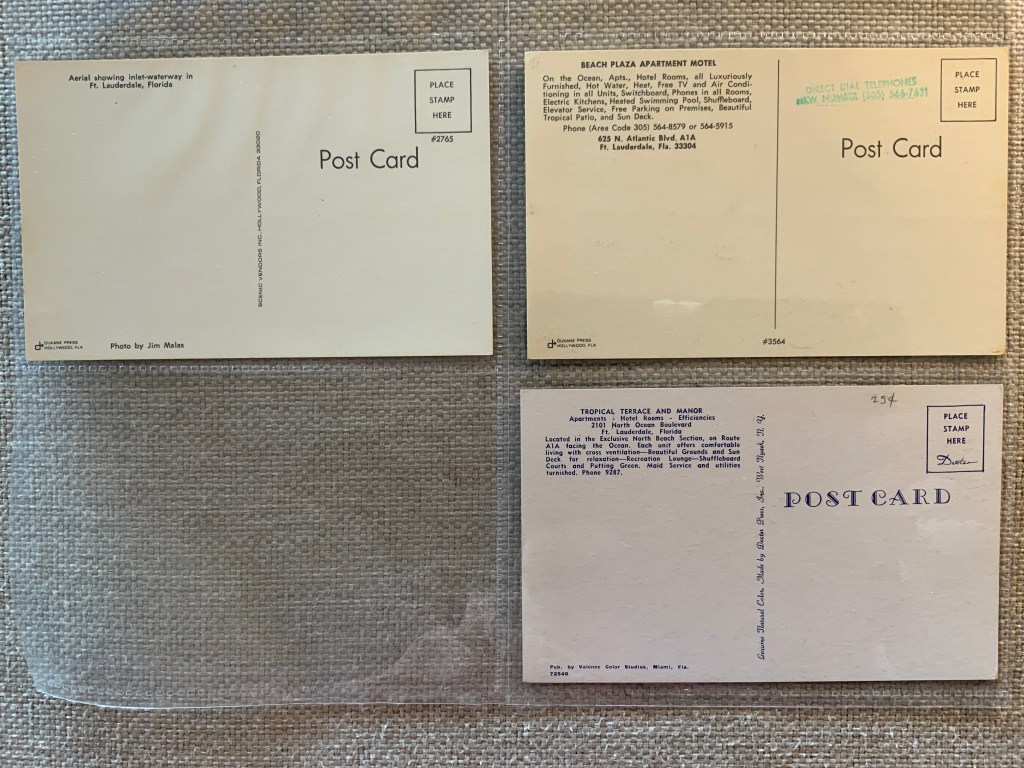 Aerial showing inlet-waterway in
Ft. Lauderdale, Florida
PLACE
STAMP
HERE
#2765
Post Card
SCENIC VENDORS INC. HOLLYWOOD, FLORIDA 33020
DUKANE PRESS
HOLLYWOOD, FLA.
Photo by Jim Malas
BEACH PLAZA APARTMENT MOTEL
On the Ocean, Apts., Hotel Rooms, all Luxuriously
Furnished, Hot Water, Heat, Free TV and Air Condi-
tioning in all Units, Switchboard, Phones in all Rooms,
Electric Kitchens, Heated Swimming Pool, Shuffleboard,
Elevator Service, Free Parking on Premises, Beautiful
Tropical Patio, and Sun Deck.
Phone (Area Code 305) 564-8579 or 564-5915
625 N. Atlantic Blvd. A1A
Ft. Lauderdale, Fla. 33304
DIRECT DIAL TELEPHONES
NEW NUMBER (305) 564-7631
PLACE
STAMP
HERE
Post Card
DUKANE PRESS
HOLLYWOOD, FLA.
#3564
TROPICAL TERRACE AND MANOR
Apartments - Hotel Rooms - Efficiencies
2101 North Ocean Boulevard
Ft. Lauderdale, Florida
Located in the Exclusive North Beach Section, on Route
A1A facing the Ocean. Each unit offers comfortable
living with cross ventilation—Beautiful Grounds and Sun
Deck for relaxation—Recreation Lounge—Shuffleboard
Courts and Putting Green. Maid Service and utilities
furnished. Phone 9287.
Genuine Natural Color, Made by Dexter Press, Inc., West Nyack, N. Y.
25¢
PLACE
STAMP
HERE
Dexter
POST CARD
Pub. by Valence Color Studios, Miami, Fla.
72540